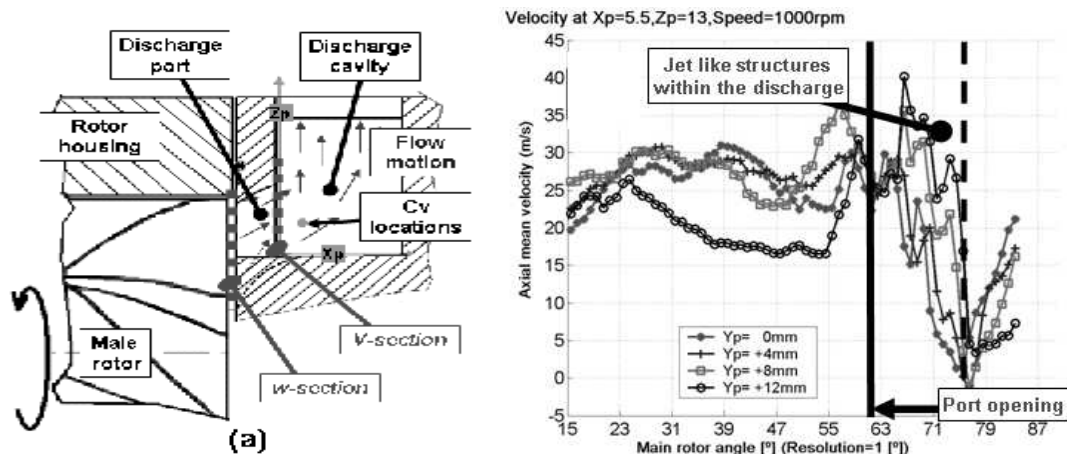 Discharge
port
Discharge
cavity
Rotor
housing
Zp
Flow
motion
Cv
locations
Xp
Male
rotor
V-section
w-section
(a)
Velocity at Xp=5.5,Zp=13,Speed=1000rpm
Axial mean velocity (m/s)
45
40
35
30
25
20
15
10
5
0
-5
Jet like structures
within the discharge
Yp= 0mm
Yp= +4mm
Yp= +8mm
Yp= +12mm
Port opening
15 23 31 39 47 55 63 71 79 87
Main rotor angle [º] (Resolution=1 [º])